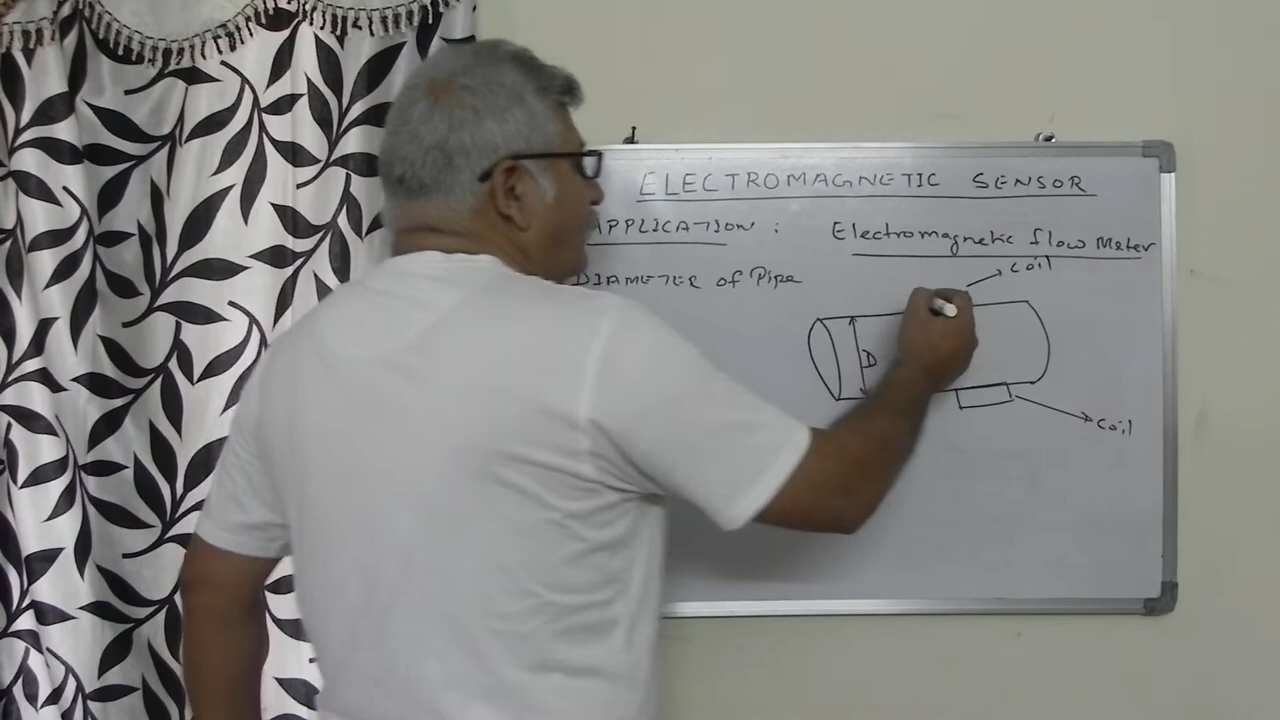 ELECTROMAGNETIC SENSOR
APPLICATION : Electromagnetic flow Meter
DIAMETER of Pipe
coil
D
coil